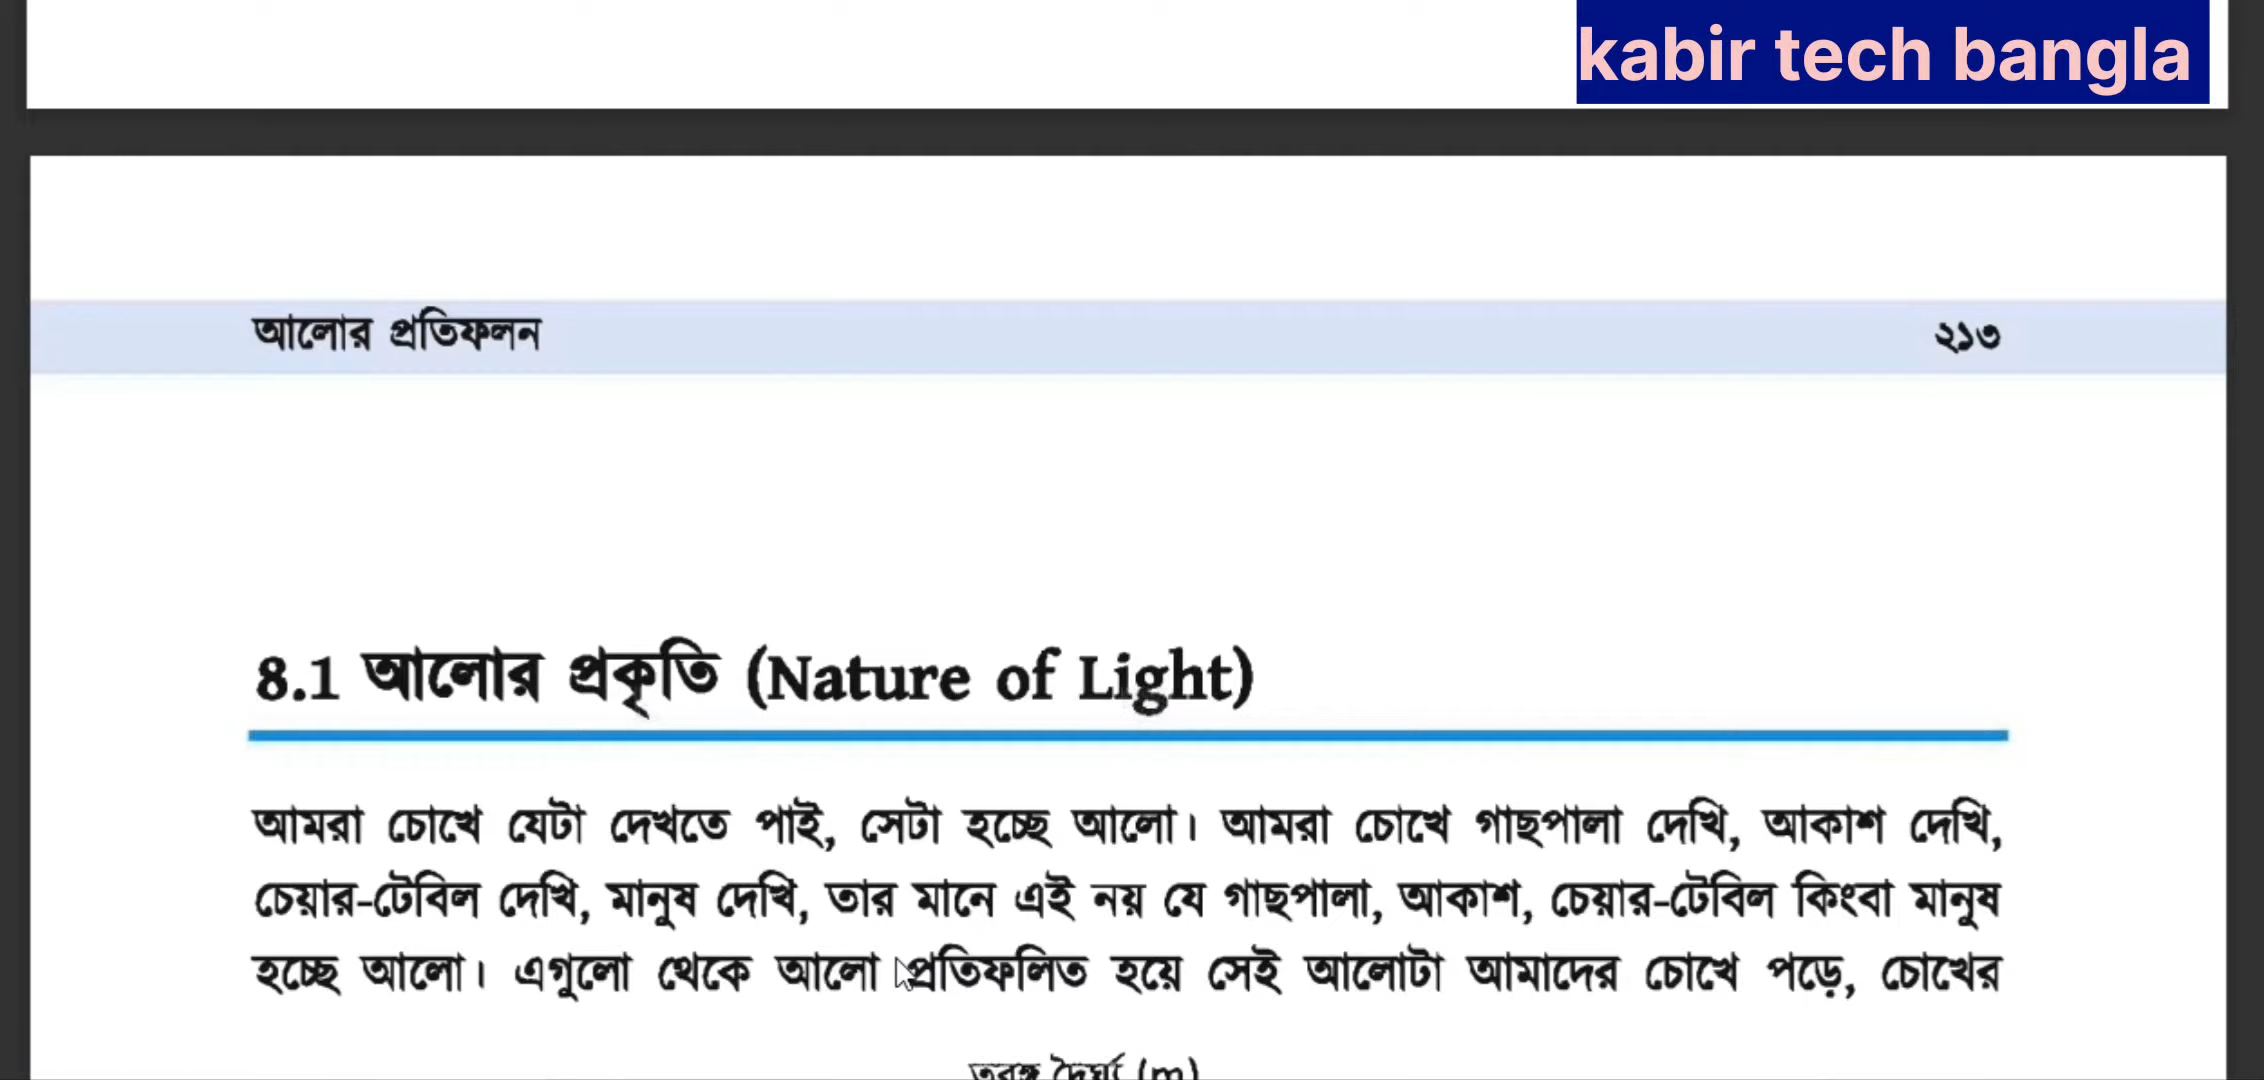 kabir tech bangla
আলোর প্রতিফলন ২১৩
8.1 আলোর প্রকৃতি (Nature of Light)
আমরা চোখে যেটা দেখতে পাই, সেটা হচ্ছে আলো। আমরা চোখে গাছপালা দেখি, আকাশ দেখি,
চেয়ার-টেবিল দেখি, মানুষ দেখি, তার মানে এই নয় যে গাছপালা, আকাশ, চেয়ার-টেবিল কিংবা মানুষ
হচ্ছে আলো। এগুলো থেকে আলো প্রতিফলিত হয়ে সেই আলোটা আমাদের চোখে পড়ে, চোখের
তরঙ্গ দৈর্ঘ্য (m)